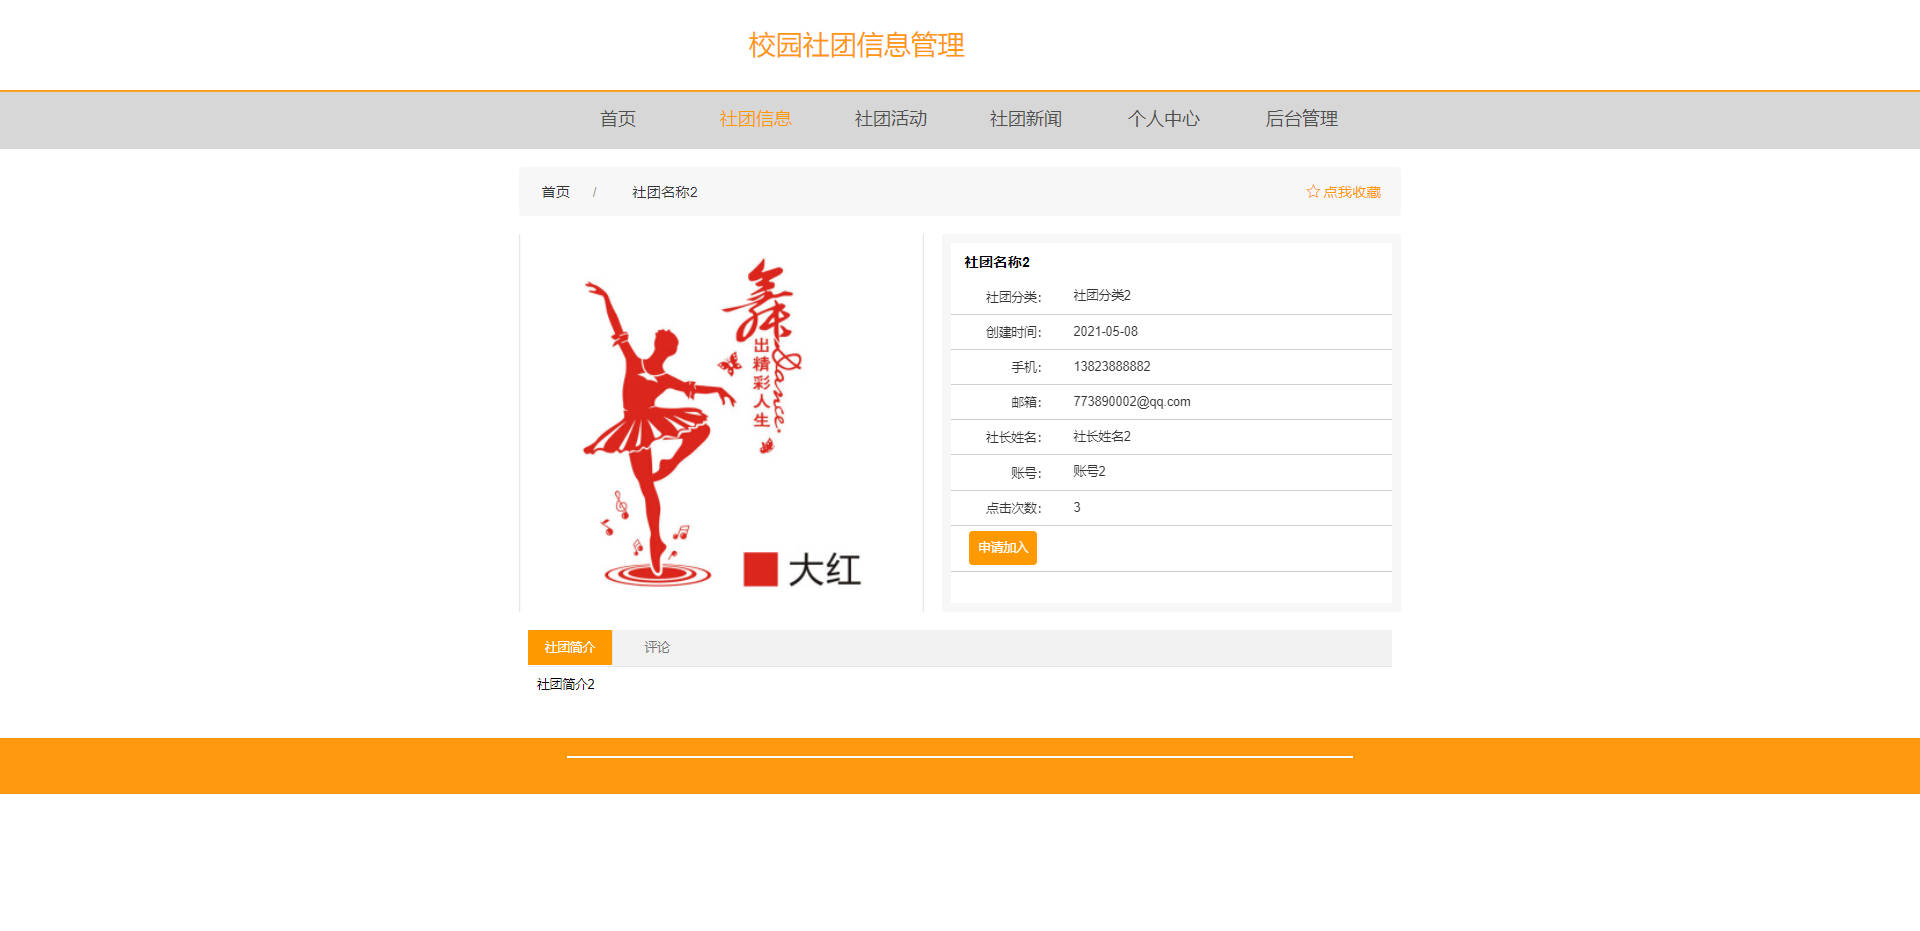 校园社团信息管理
首页 社团信息 社团活动 社团新闻 个人中心 后台管理
首页 / 社团名称2 ☆点我收藏
舞
出精彩人生
Dance
大红
社团名称2
社团分类: 社团分类2
创建时间: 2021-05-08
手机: 13823888882
邮箱: 773890002@qq.com
社长姓名: 社长姓名2
账号: 账号2
点击次数: 3
申请加入
社团简介 评论
社团简介2